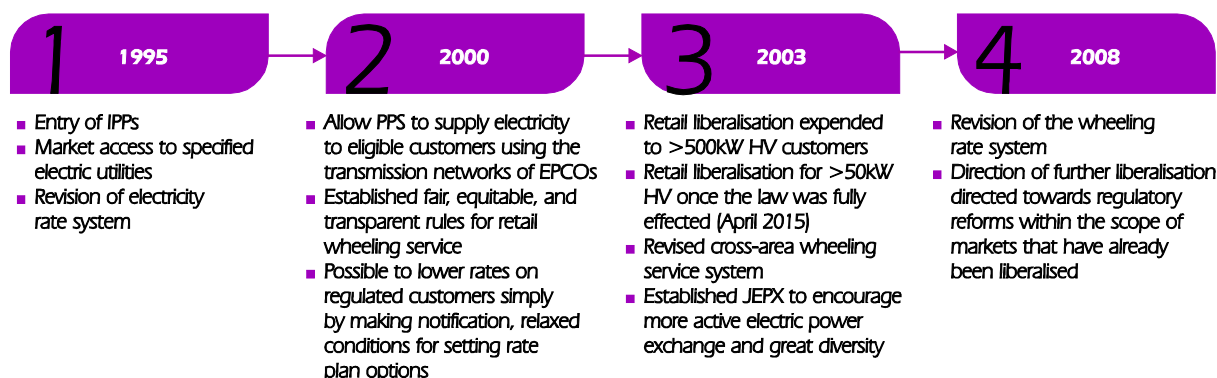 1 1995
Entry of IPPs
Market access to specified
electric utilities
Revision of electricity
rate system
2 2000
Allow PPS to supply electricity
to eligible customers using the
transmission networks of EPCOs
Established fair, equitable, and
transparent rules for retail
wheeling service
Possible to lower rates on
regulated customers simply
by making notification, relaxed
conditions for setting rate
plan options
3 2003
Retail liberalisation expended
to >500kW HV customers
Retail liberalisation for >50kW
HV once the law was fully
effected (April 2015)
Revised cross-area wheeling
service system
Established JEPX to encourage
more active electric power
exchange and great diversity
4 2008
Revision of the wheeling
rate system
Direction of further liberalisation
directed towards regulatory
reforms within the scope of
markets that have already
been liberalised